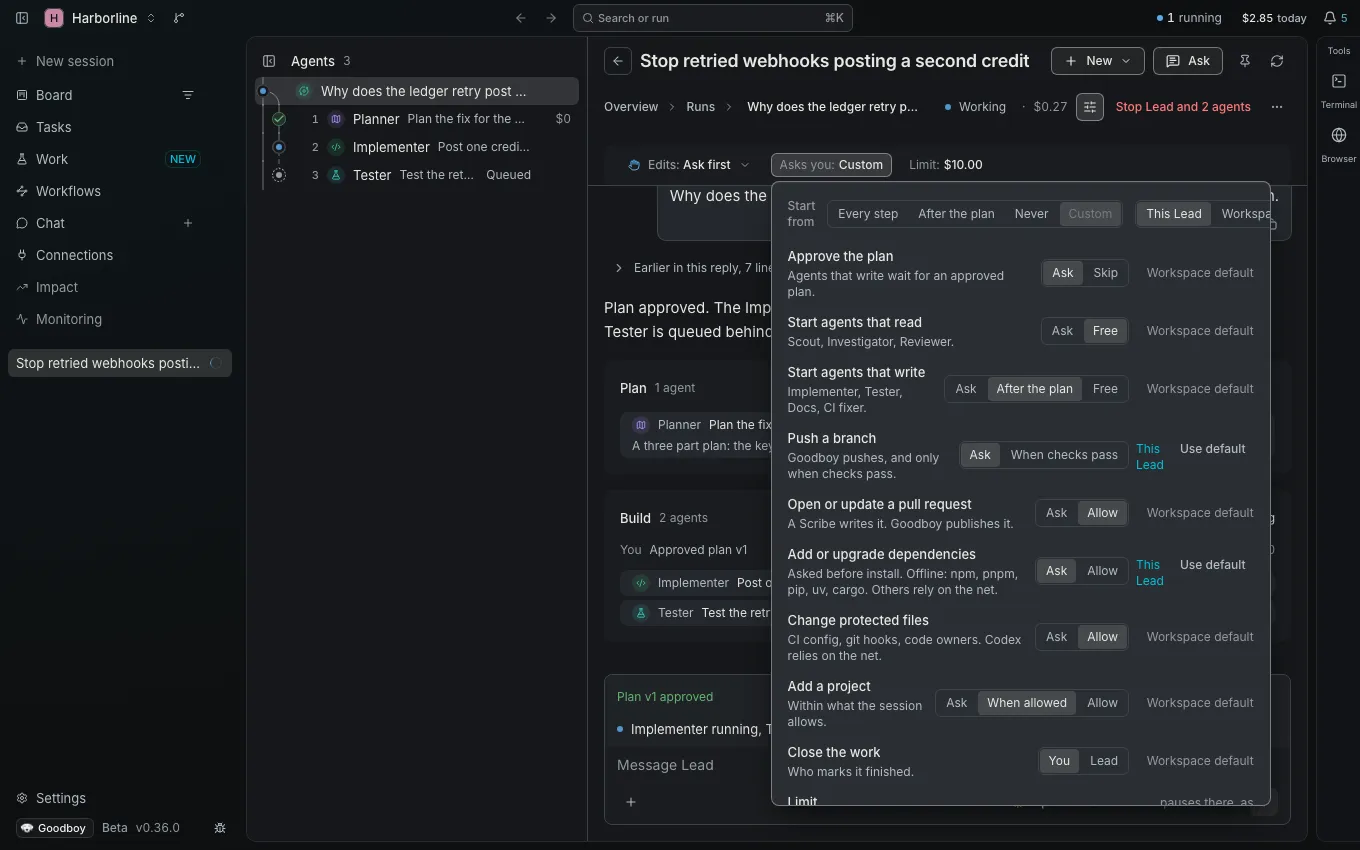 H Harborline
Search or run ⌘K
1 running $2.85 today 5
New session
Board
Tasks
Work NEW
Workflows
Chat
Connections
Impact
Monitoring
Stop retried webhooks posti...
Settings
Goodboy Beta v0.36.0
Agents 3
Why does the ledger retry post ...
1 Planner Plan the fix for the ... $0
2 Implementer Post one credi...
3 Tester Test the ret... Queued
Stop retried webhooks posting a second credit
New Ask
Overview Runs Why does the ledger retry p... Working · $0.27 Stop Lead and 2 agents
Edits: Ask first Asks you: Custom Limit: $10.00
Why does the
Earlier in this reply, 7 line
Plan approved. The Imp
Tester is queued behind
Plan 1 agent
Planner Plan the fix
A three part plan: the key
Build 2 agents
You Approved plan v1
Implementer Post o
Tester Test the retr
Plan v1 approved
Implementer running, T
Message Lead
Start from
Every step After the plan Never Custom This Lead Workspa
Approve the plan
Agents that write wait for an approved
plan.
Ask Skip Workspace default
Start agents that read
Scout, Investigator, Reviewer.
Ask Free Workspace default
Start agents that write
Implementer, Tester,
Docs, CI fixer.
Ask After the plan Free Workspace default
Push a branch
Goodboy pushes, and only
when checks pass.
Ask When checks pass This Lead Use default
Open or update a pull request
A Scribe writes it. Goodboy publishes it.
Ask Allow Workspace default
Add or upgrade dependencies
Asked before install. Offline: npm, pnpm,
pip, uv, cargo. Others rely on the net.
Ask Allow This Lead Use default
Change protected files
CI config, git hooks, code owners. Codex
relies on the net.
Ask Allow Workspace default
Add a project
Within what the session
allows.
Ask When allowed Allow Workspace default
Close the work
Who marks it finished.
You Lead Workspace default
Limit
pauses there, as
Tools
Terminal
Browser